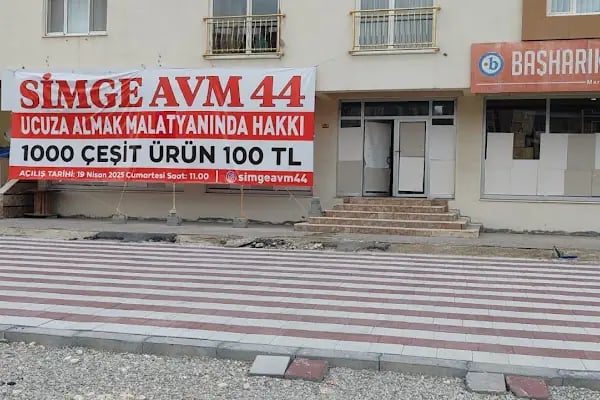 SİMGE AVM 44
UCUZA ALMAK MALATYANINDA HAKKI
1000 ÇEŞİT ÜRÜN 100 TL
AÇILIŞ TARİHİ: 19 Nisan 2025 Cumartesi Saat: 11.00
simgeavm44
b BASHARIK
Mar